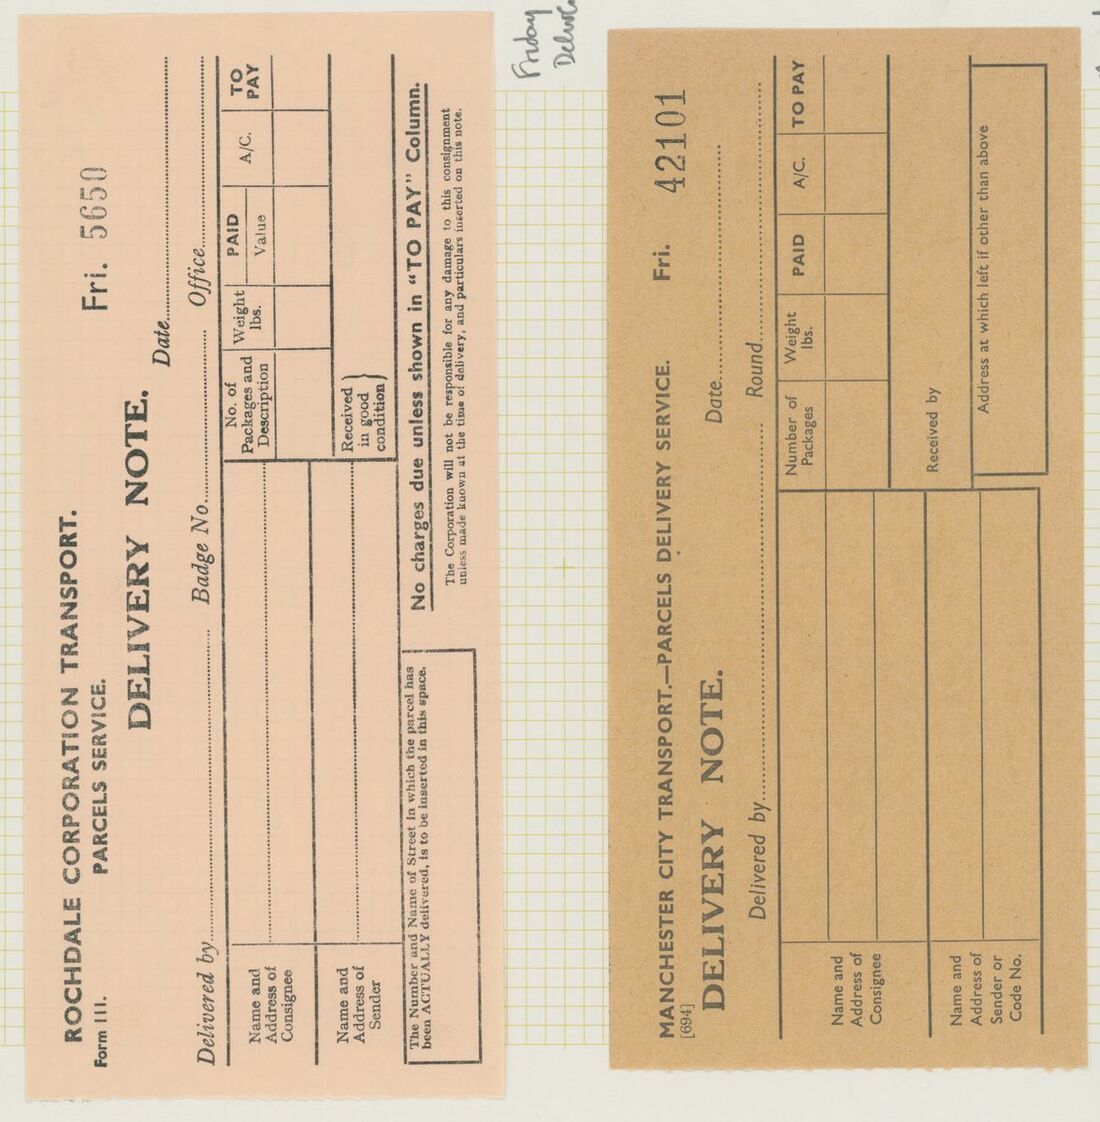 ROCHDALE CORPORATION TRANSPORT.
Form 111. PARCELS SERVICE. Fri. 5650
DELIVERY NOTE.
Date
Delivered by Badge No. Office
No. of Packages and Description
Weight lbs.
PAID
Value
A/C.
TO PAY
Name and
Address of
Consignee
Name and
Address of
Sender
Received
in good
condition }
The Number and Name of Street in which the parcel has
been ACTUALLY delivered, is to be inserted in this space.
No charges due unless shown in "TO PAY" Column.
The Corporation will not be responsible for any damage to this consignment
unless made known at the time of delivery, and particulars inserted on this note.
Friday
MANCHESTER CITY TRANSPORT.—PARCELS DELIVERY SERVICE. Fri. 42101
[694]
DELIVERY NOTE. Date
Delivered by Round
Number of
Packages
Weight
lbs.
PAID
A/C.
TO PAY
Name and
Address of
Consignee
Received by
Name and
Address of
Sender or
Code No.
Address at which left if other than above